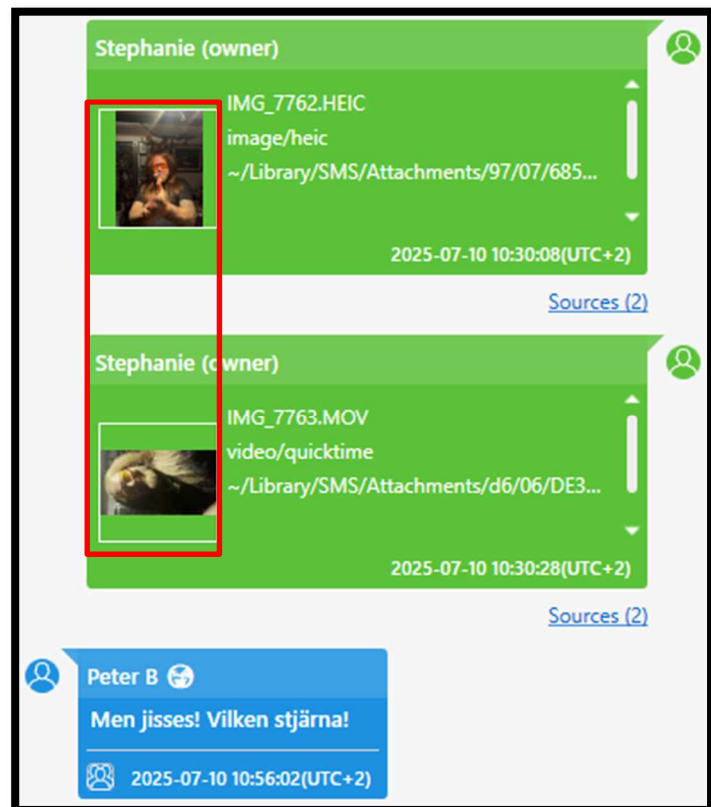 Stephanie (owner)
IMG_7762.HEIC
image/heic
~/Library/SMS/Attachments/97/07/685...
2025-07-10 10:30:08(UTC+2)
Sources (2)
Stephanie (owner)
IMG_7763.MOV
video/quicktime
~/Library/SMS/Attachments/d6/06/DE3...
2025-07-10 10:30:28(UTC+2)
Sources (2)
Peter B
Men jisses! Vilken stjärna!
2025-07-10 10:56:02(UTC+2)